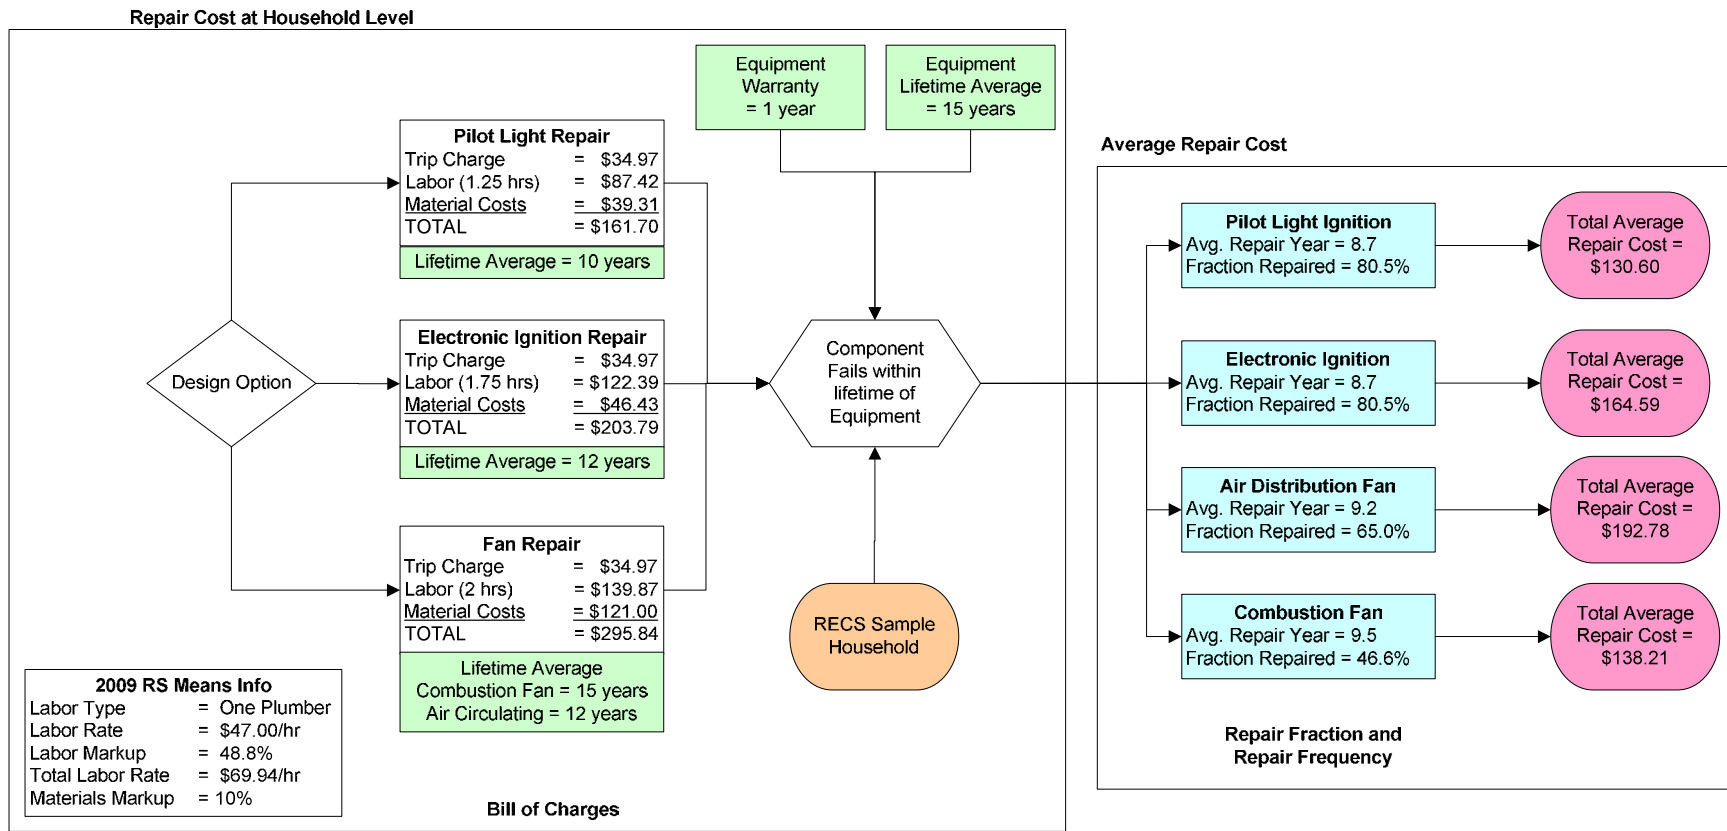 Repair Cost at Household Level
Equipment
Warranty
= 1 year
Equipment
Lifetime Average
= 15 years
Pilot Light Repair
Trip Charge = $34.97
Labor (1.25 hrs) = $87.42
Material Costs = $39.31
TOTAL = $161.70
Lifetime Average = 10 years
Design Option
Electronic Ignition Repair
Trip Charge = $34.97
Labor (1.75 hrs) = $122.39
Material Costs = $46.43
TOTAL = $203.79
Lifetime Average = 12 years
Fan Repair
Trip Charge = $34.97
Labor (2 hrs) = $139.87
Material Costs = $121.00
TOTAL = $295.84
Lifetime Average
Combustion Fan = 15 years
Air Circulating = 12 years
Component
Fails within
lifetime of
Equipment
RECS Sample
Household
2009 RS Means Info
Labor Type = One Plumber
Labor Rate = $47.00/hr
Labor Markup = 48.8%
Total Labor Rate = $69.94/hr
Materials Markup = 10%
Bill of Charges
Average Repair Cost
Pilot Light Ignition
Avg. Repair Year = 8.7
Fraction Repaired = 80.5%
Total Average
Repair Cost =
$130.60
Electronic Ignition
Avg. Repair Year = 8.7
Fraction Repaired = 80.5%
Total Average
Repair Cost =
$164.59
Air Distribution Fan
Avg. Repair Year = 9.2
Fraction Repaired = 65.0%
Total Average
Repair Cost =
$192.78
Combustion Fan
Avg. Repair Year = 9.5
Fraction Repaired = 46.6%
Total Average
Repair Cost =
$138.21
Repair Fraction and
Repair Frequency